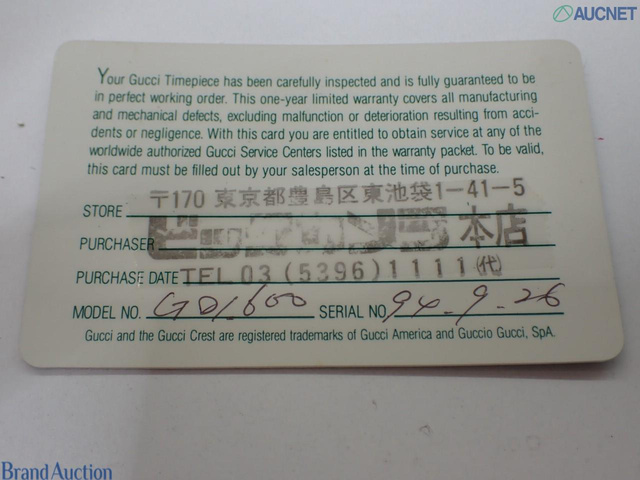 AUCNET
Your Gucci Timepiece has been carefully inspected and is fully guaranteed to be
in perfect working order. This one-year limited warranty covers all manufacturing
and mechanical defects, excluding malfunction or deterioration resulting from acci-
dents or negligence. With this card you are entitled to obtain service at any of the
worldwide authorized Gucci Service Centers listed in the warranty packet. To be valid,
this card must be filled out by your salesperson at the time of purchase.
〒170 東京都豊島区東池袋1-41-5
STORE
PURCHASER 本店
PURCHASE DATE TEL 03 (5396) 1111 ㈹
MODEL NO. 600 SERIAL NO. 94-9-26
Gucci and the Gucci Crest are registered trademarks of Gucci America and Guccio Gucci, SpA.
Brand Auction